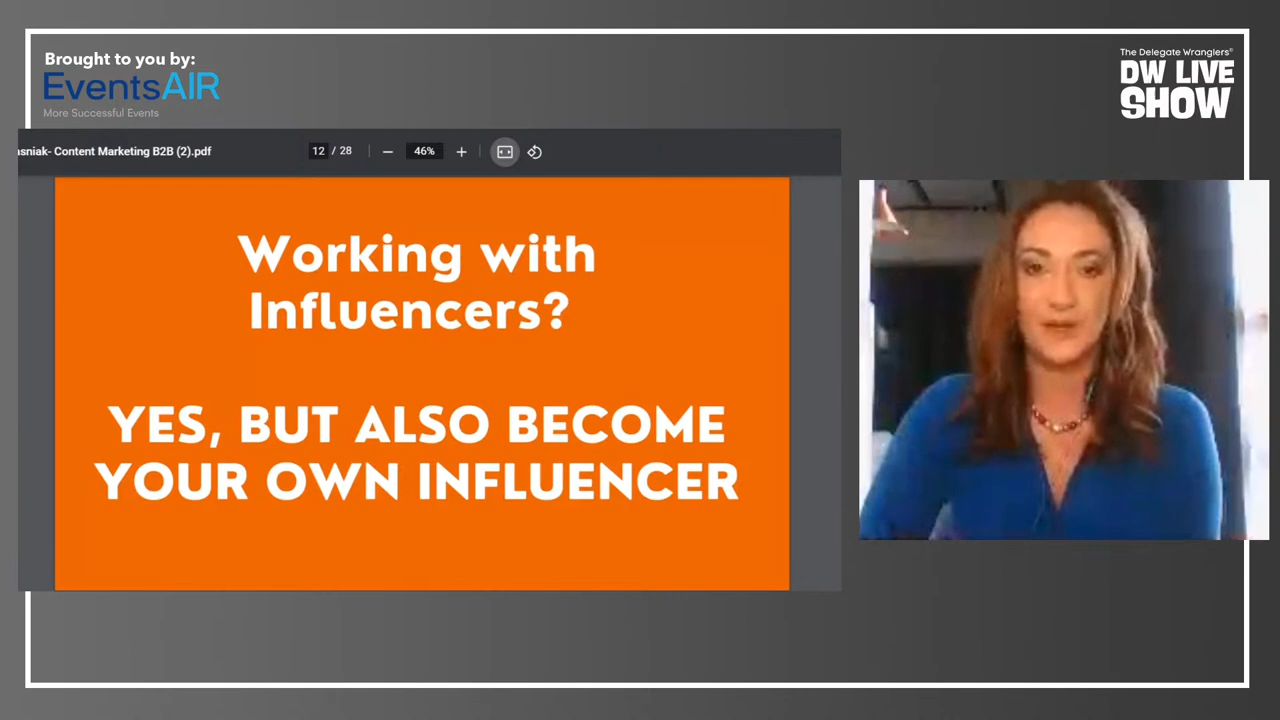 Brought to you by:
EventsAIR
More Successful Events
The Delegate Wranglers®
DW LIVE
SHOW
sniak- Content Marketing B2B (2).pdf
12 / 28
46%
Working with
Influencers?
YES, BUT ALSO BECOME
YOUR OWN INFLUENCER